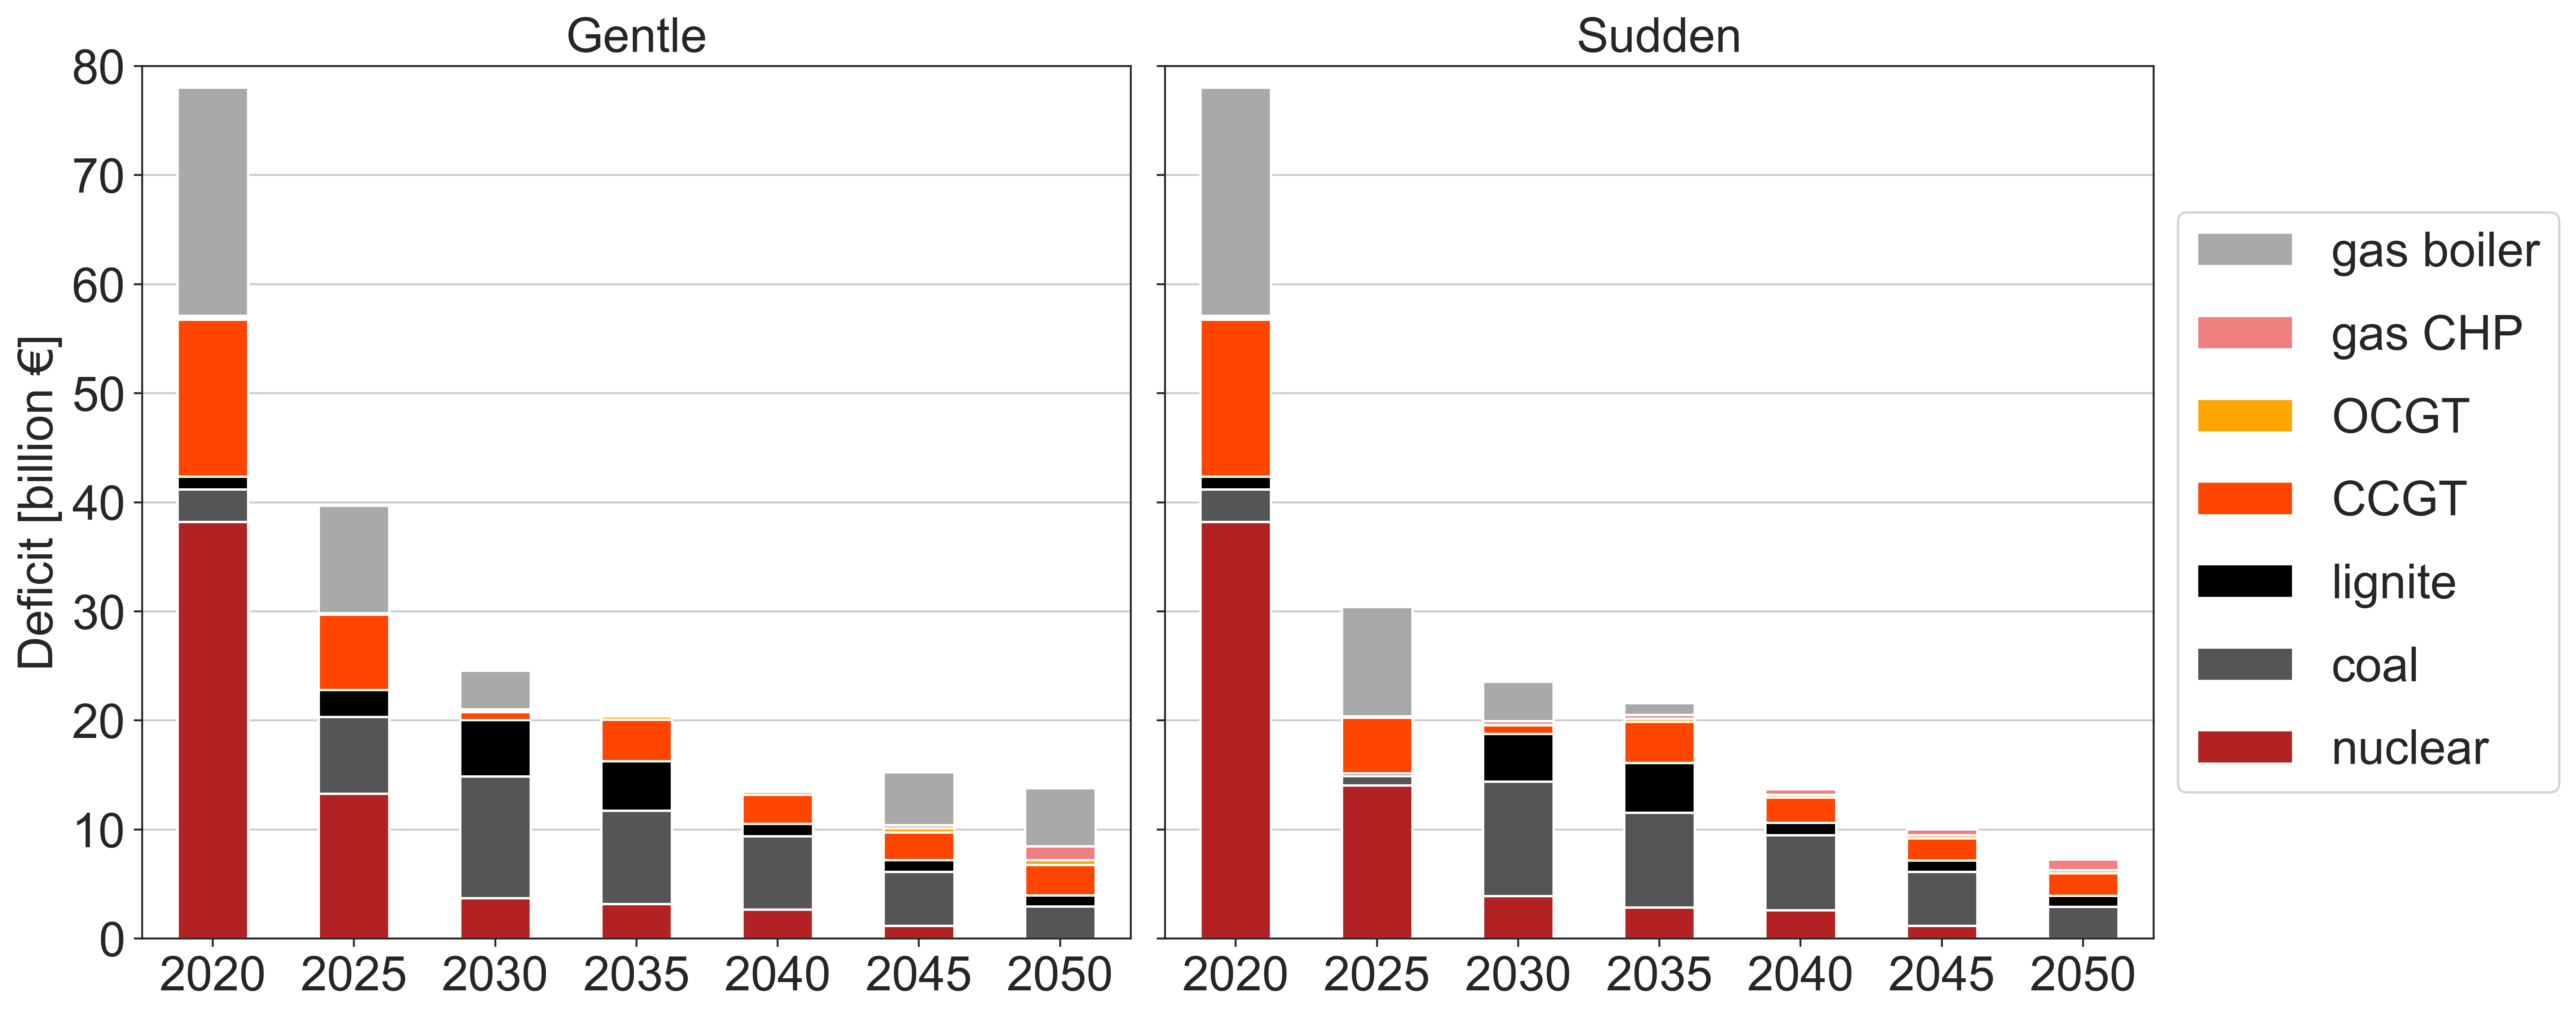 Gentle
Sudden
Deficit [billion €]
80
70
60
50
40
30
20
10
0
2020 2025 2030 2035 2040 2045 2050
2020 2025 2030 2035 2040 2045 2050
gas boiler
gas CHP
OCGT
CCGT
lignite
coal
nuclear